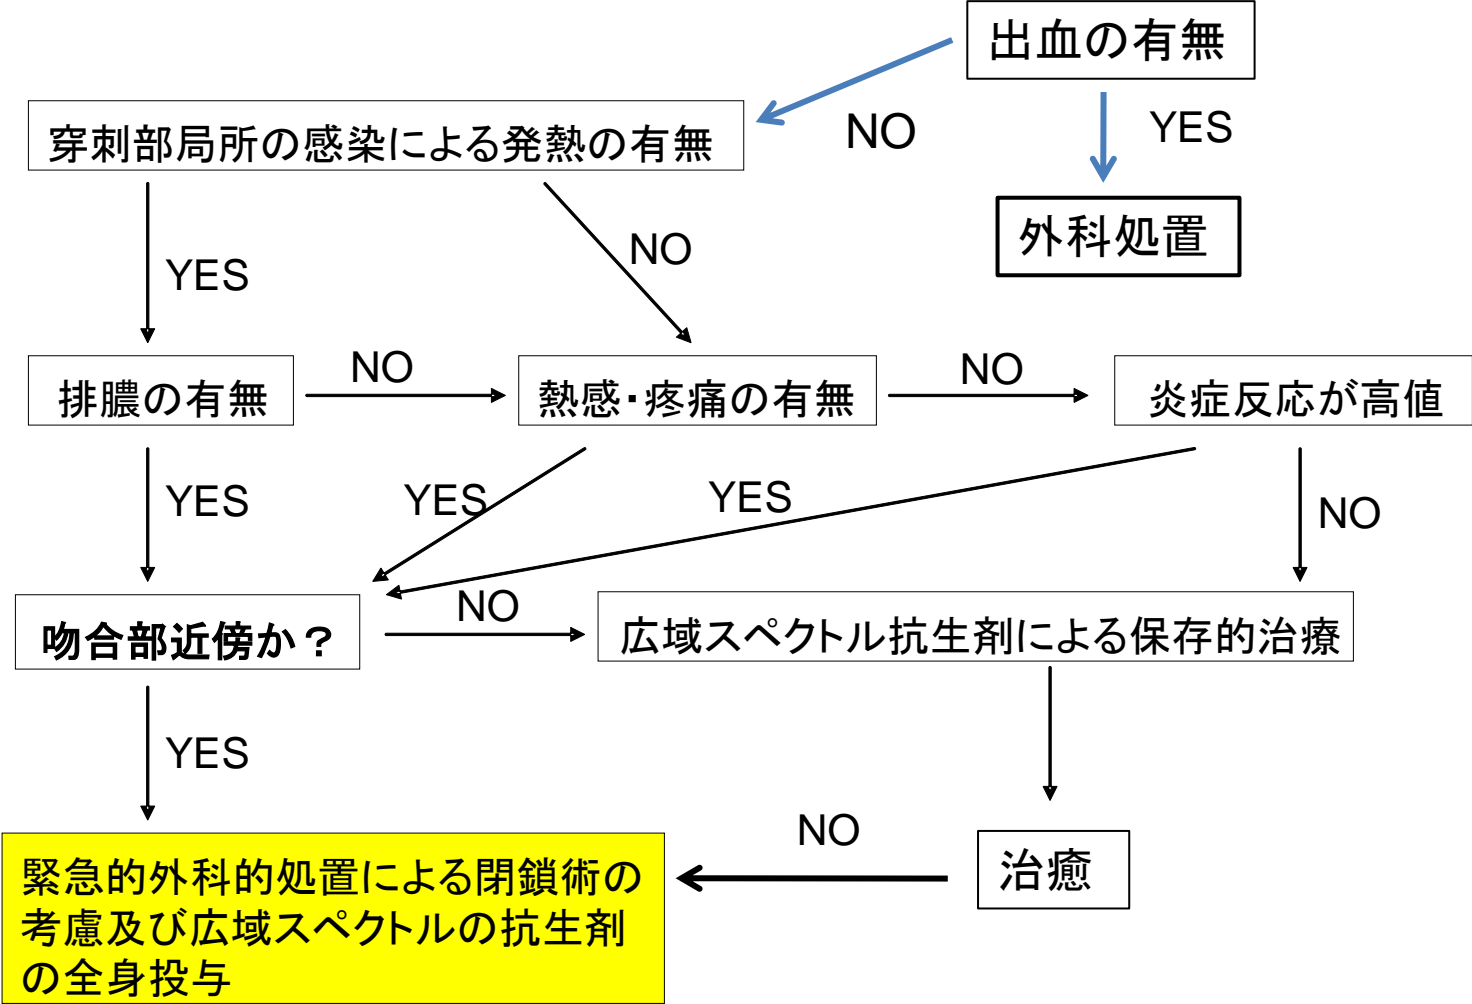 出血の有無
NO
YES
穿刺部局所の感染による発熱の有無
外科処置
YES
NO
排膿の有無
NO
熱感・疼痛の有無
NO
炎症反応が高値
YES
YES
YES
NO
吻合部近傍か？
NO
広域スペクトル抗生剤による保存的治療
YES
NO
治癒
緊急的外科的処置による閉鎖術の
考慮及び広域スペクトルの抗生剤
の全身投与